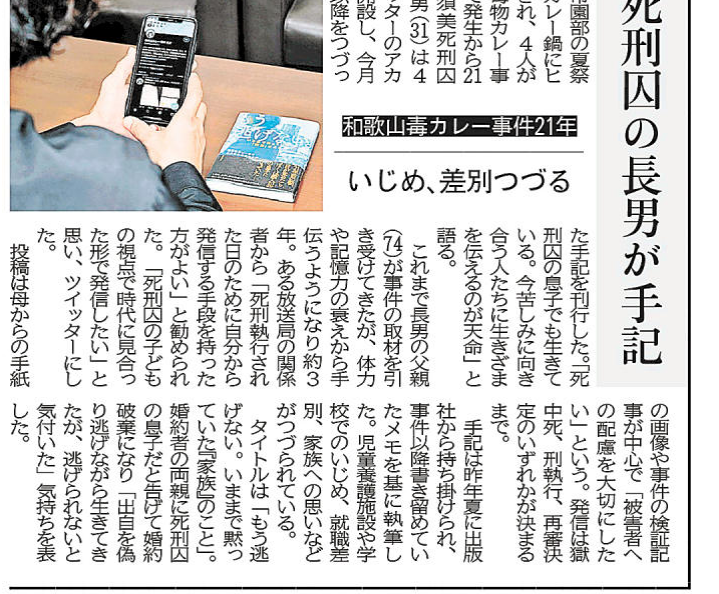 死刑囚の長男が手記
和歌山毒カレー事件21年
いじめ、差別つづる
園部の夏祭
カレー鍋にヒ
され、4人が
毒物カレー事
発生から21
須美死刑囚
男(31)は4
ターのアカ
開設し、今月
降をつづっ
た手記を刊行した。「死
刑囚の息子でも生きて
いる。今苦しみに向き
合う人たちに生きざま
を伝えるのが天命」と
語る。
これまで長男の父親
(74)が事件の取材を引
き受けてきたが、体力
や記憶力の衰えから手
伝うようになり約3
年。ある放送局の関係
者から「死刑執行され
た日のために自分から
発信する手段を持った
方がよい」と勧められ
た。「死刑囚の子ども
の視点で時代に見合っ
た形で発信したい」と
思い、ツイッターにし
た。
投稿は母からの手紙
の画像や事件の検証記
事が中心で「被害者へ
の配慮を大切にした
い」という。発信は獄
中死、刑執行、再審決
定のいずれかが決まる
まで。
手記は昨年夏に出版
社から持ち掛けられ、
事件以降書き留めてい
たメモを基に執筆し
た。児童養護施設や学
校でのいじめ、就職差
別、家族への思いなど
がつづられている。
タイトルは「もう逃
げない。いままで黙っ
ていた『家族』のこと」。
婚約者の両親に死刑囚
の息子だと告げて婚約
破棄になり「出自を偽
り逃げながら生きてき
たが、逃げられないと
気付いた」気持ちを表
した。